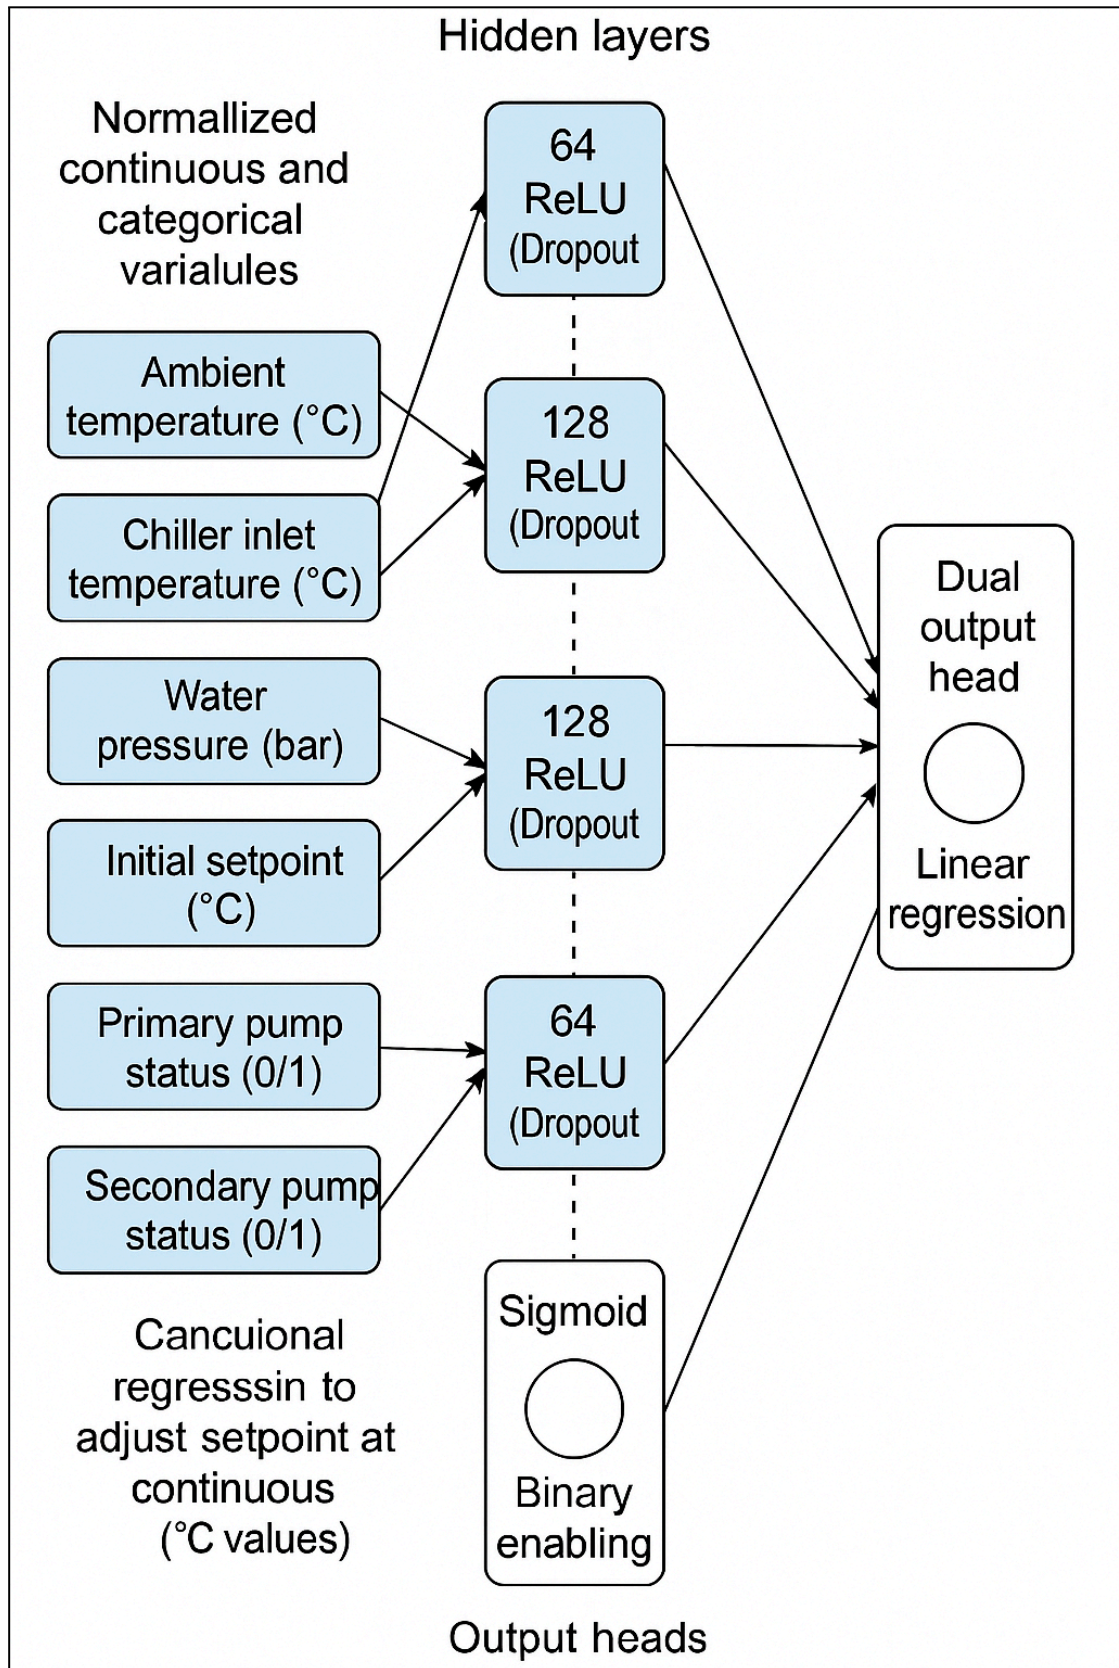 Hidden layers
Normallized
continuous and
categorical
varialules
Ambient
temperature (°C)
Chiller inlet
temperature (°C)
Water
pressure (bar)
Initial setpoint
(°C)
Primary pump
status (0/1)
Secondary pump
status (0/1)
Cancuional
regresssin to
adjust setpoint at
continuous
(°C values)
64
ReLU
(Dropout
128
ReLU
(Dropout
128
ReLU
(Dropout
64
ReLU
(Dropout
Sigmoid
Binary
enabling
Dual
output
head
Linear
regression
Output heads